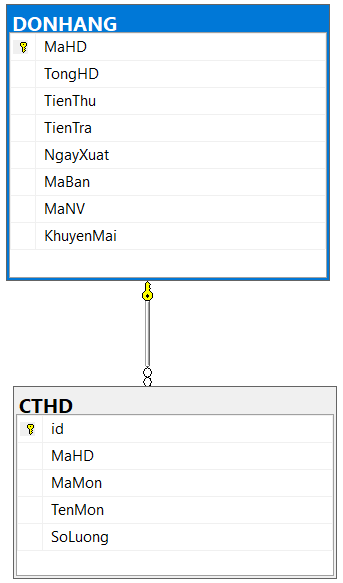 DONHANG
MaHD
TongHD
TienThu
TienTra
NgayXuat
MaBan
MaNV
KhuyenMai
CTHD
id
MaHD
MaMon
TenMon
SoLuong